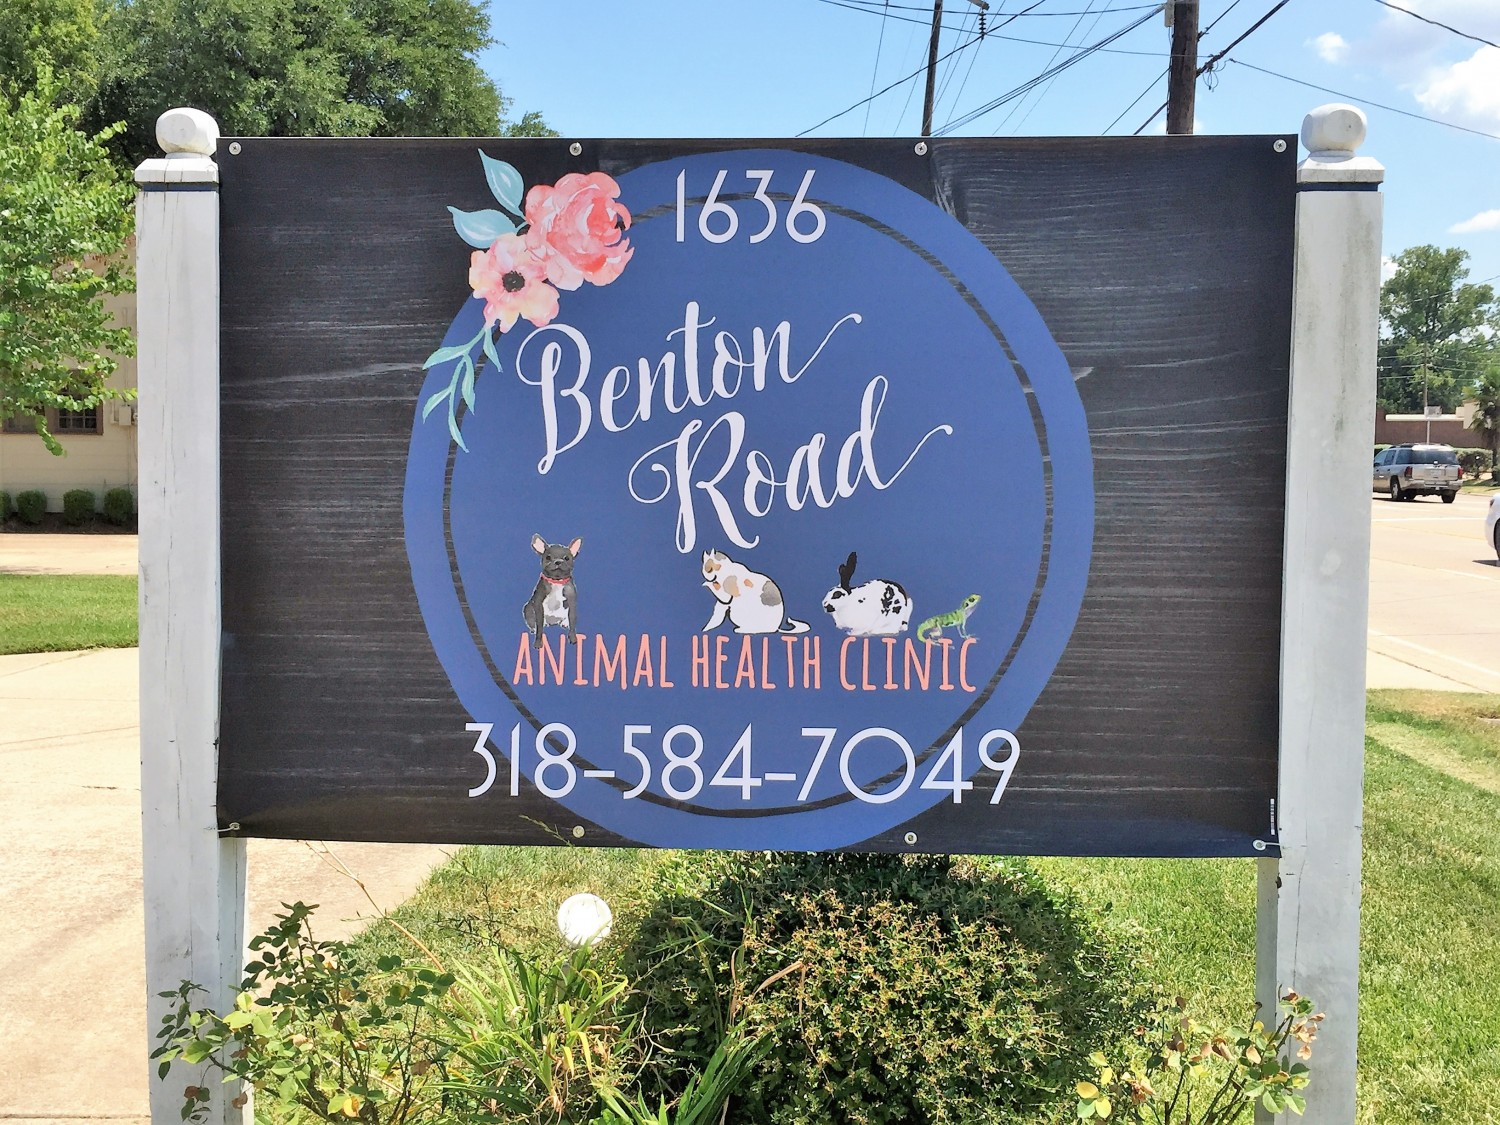 1636
Benton
Road
ANIMAL HEALTH CLINIC
318-584-7049